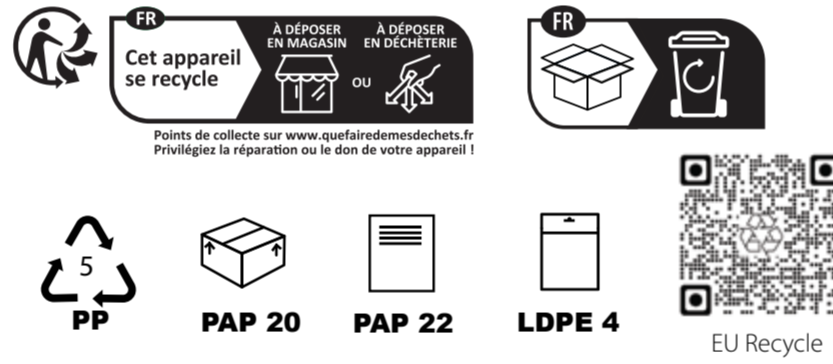 FR
Cet appareil
se recycle
À DÉPOSER
EN MAGASIN
OU
À DÉPOSER
EN DÉCHÈTERIE
Points de collecte sur www.quefairedemesdechets.fr
Privilégiez la réparation ou le don de votre appareil !
FR
5
PP
PAP 20
PAP 22
LDPE 4
EU Recycle